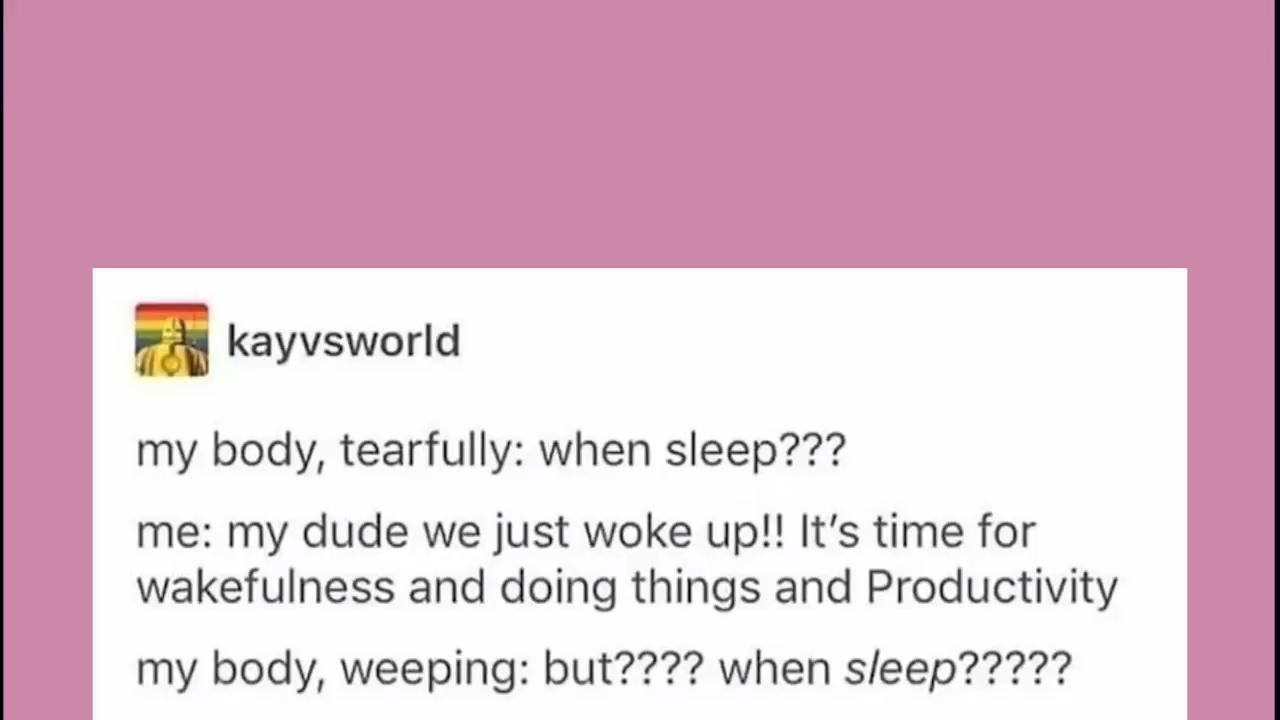 kayvsworld
my body, tearfully: when sleep???
me: my dude we just woke up!! It’s time for
wakefulness and doing things and Productivity
my body, weeping: but???? when sleep?????